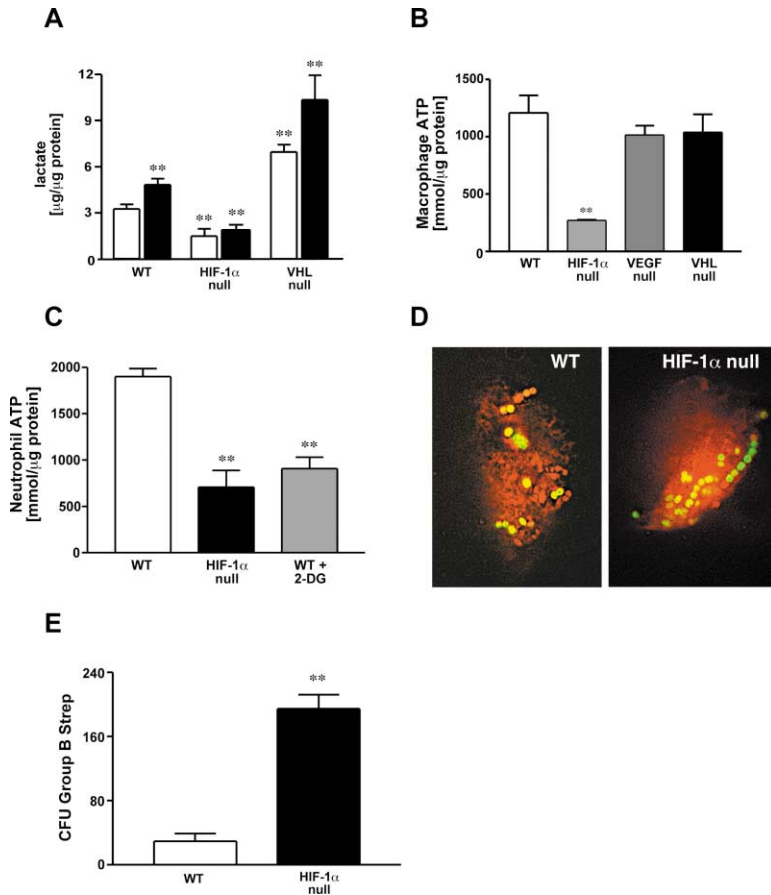 A
lactate
[µg/µg protein]
12
9
6
3
0
**
**
**
**
**
WT
HIF-1α
null
VHL
null
B
Macrophage ATP
[mmol/µg protein]
1500
1000
500
0
**
WT
HIF-1α
null
VEGF
null
VHL
null
C
Neutrophil ATP
[mmol/µg protein]
2000
1500
1000
500
0
**
**
WT
HIF-1α
null
WT +
2-DG
D
WT
HIF-1α null
E
CFU Group B Strep
240
160
80
0
**
WT
HIF-1α
null